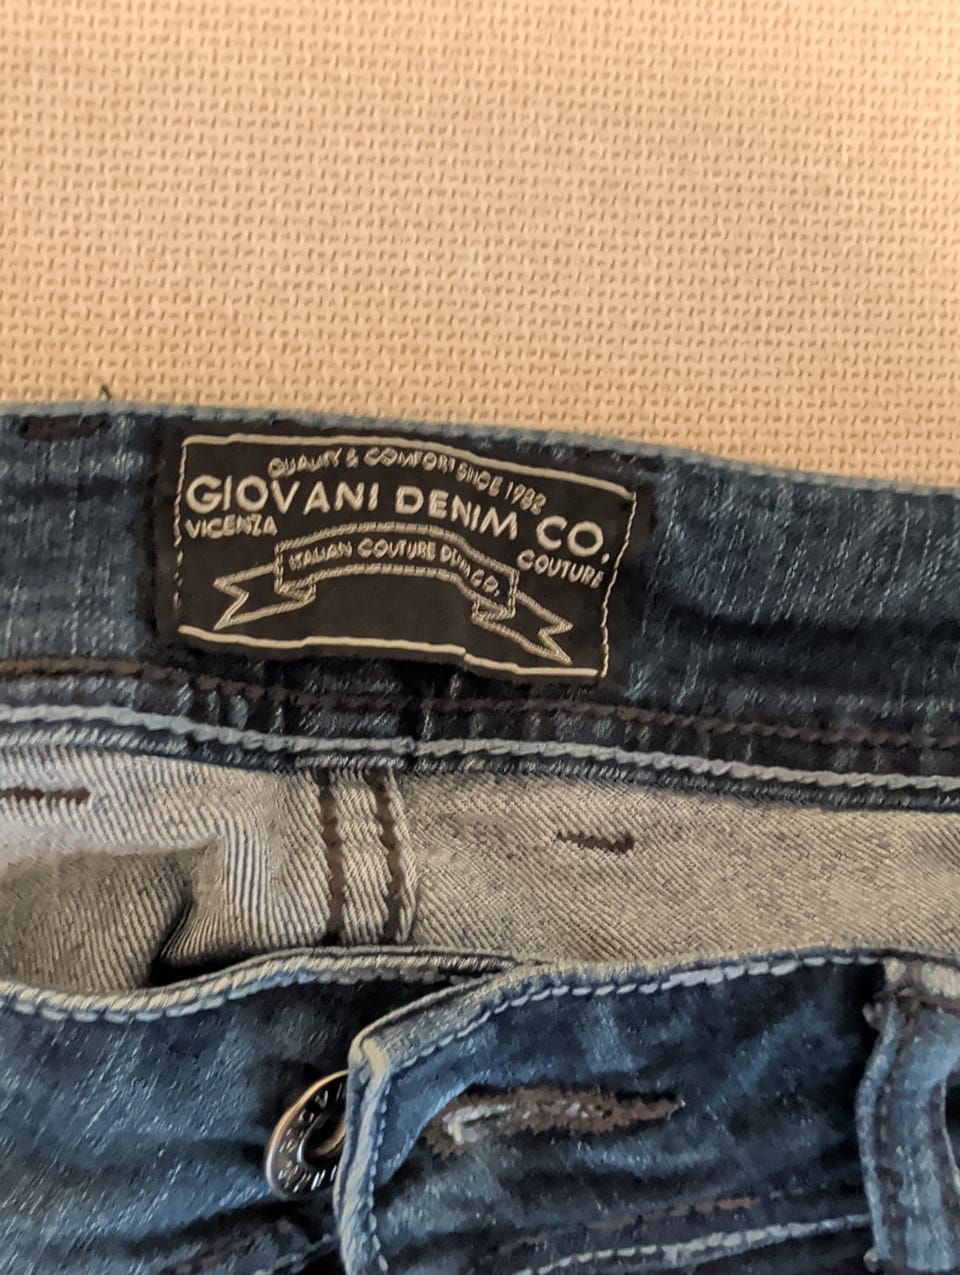 QUALITY & COMFORT SINCE 1982
GIOVANI DENIM CO.
VICENZA
COUTURE
ITALIAN COUTURE DENIM CO.